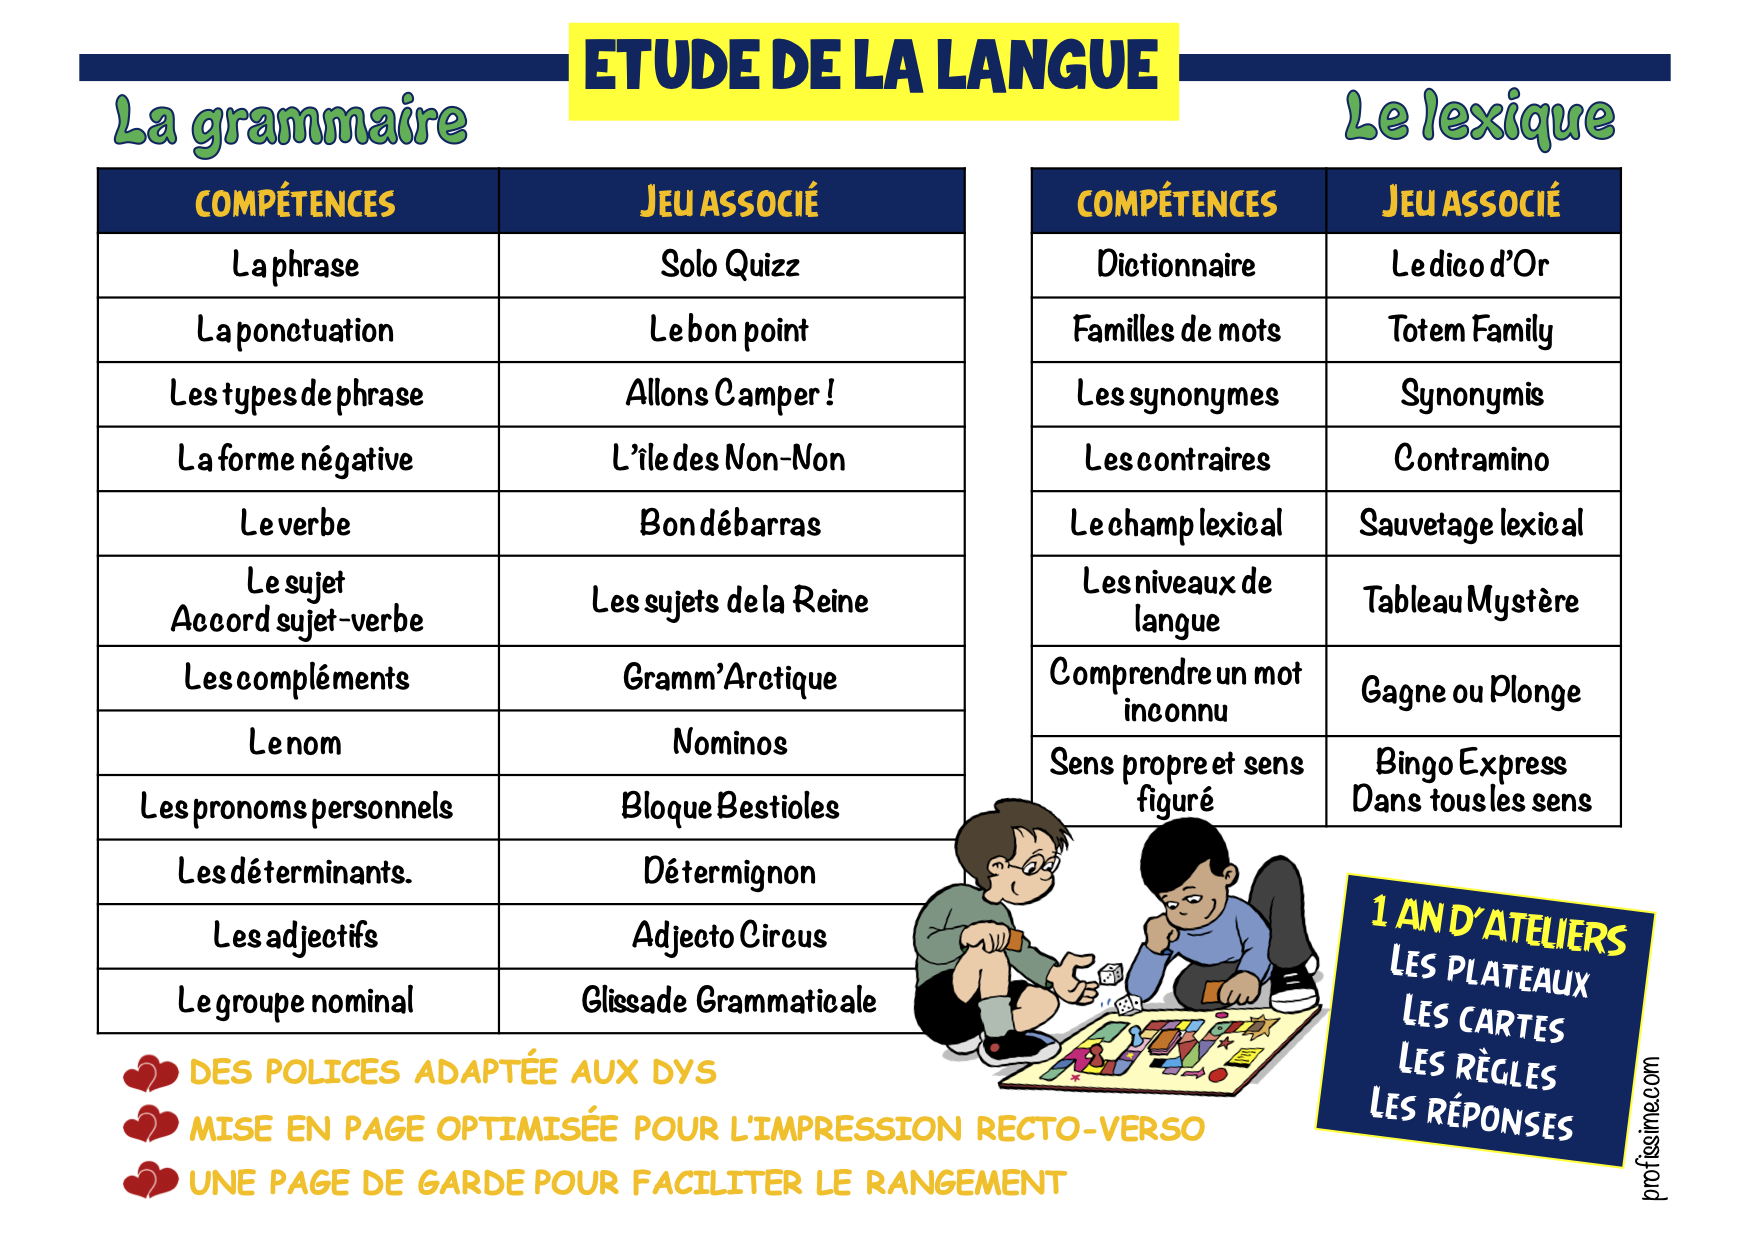 ETUDE DE LA LANGUE
La grammaire
COMPÉTENCES JEU ASSOCIÉ
La phrase Solo Quizz
La ponctuation Le bon point
Les types de phrase Allons Camper !
La forme négative L'île des Non-Non
Le verbe Bon débarras
Le sujet
Accord sujet-verbe
Les sujets de la Reine
Les compléments Gramm'Arctique
Le nom Nominos
Les pronoms personnels Bloque Bestioles
Les déterminants. Détermignon
Les adjectifs Adjecto Circus
Le groupe nominal Glissade Grammaticale
Le lexique
COMPÉTENCES JEU ASSOCIÉ
Dictionnaire Le dico d'Or
Familles de mots Totem Family
Les synonymes Synonymis
Les contraires Contramino
Le champ lexical Sauvetage lexical
Les niveaux de
langue
Tableau Mystère
Comprendre un mot
inconnu
Gagne ou Plonge
Sens propre et sens
figuré
Bingo Express
Dans tous les sens
1 AN D'ATELIERS
LES PLATEAUX
LES CARTES
LES RÈGLES
LES RÉPONSES
DES POLICES ADAPTÉE AUX DYS
MISE EN PAGE OPTIMISÉE POUR L'IMPRESSION RECTO-VERSO
UNE PAGE DE GARDE POUR FACILITER LE RANGEMENT
profissime.com